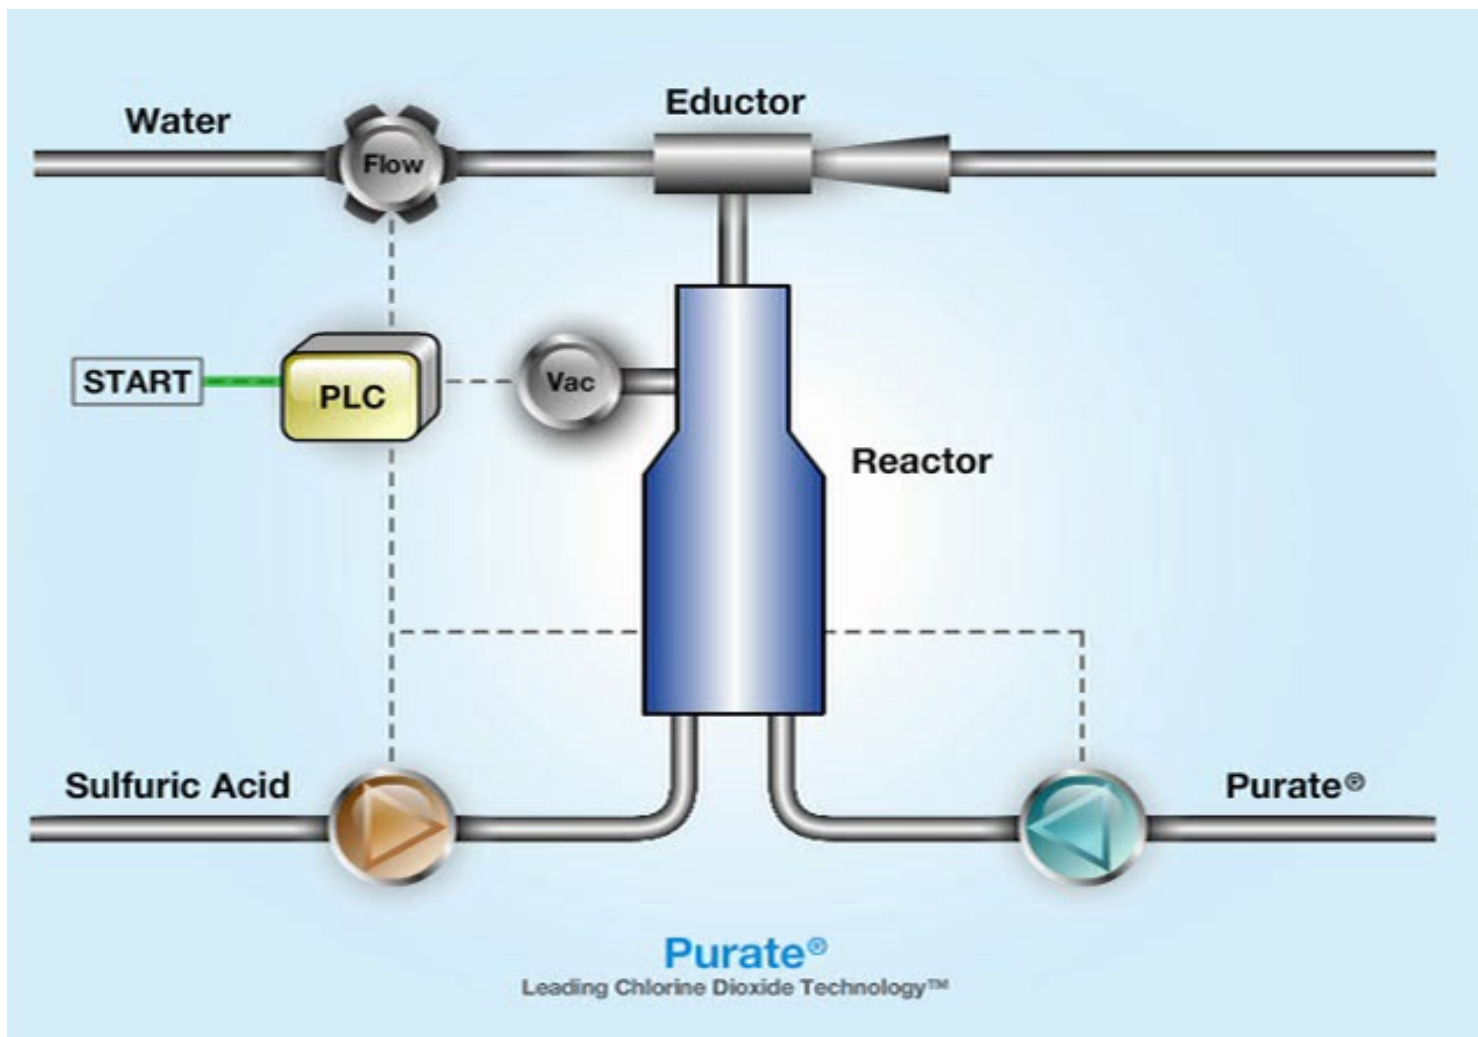 Water
Flow
Eductor
START
PLC
Vac
Reactor
Sulfuric Acid
Purate®
Purate®
Leading Chlorine Dioxide Technology™